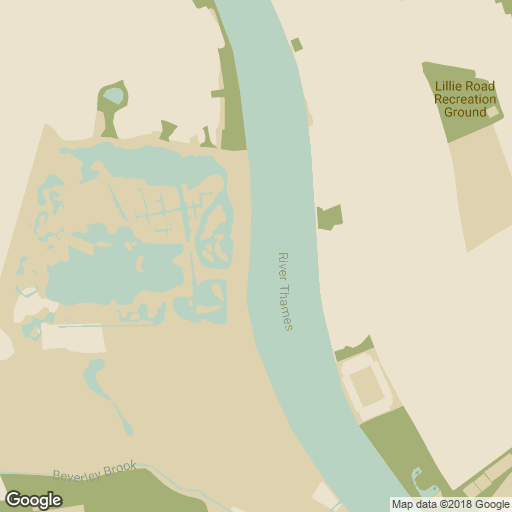 Lillie Road
Recreation
Ground
River Thames
Beverley Brook
Google
Map data ©2018 Google